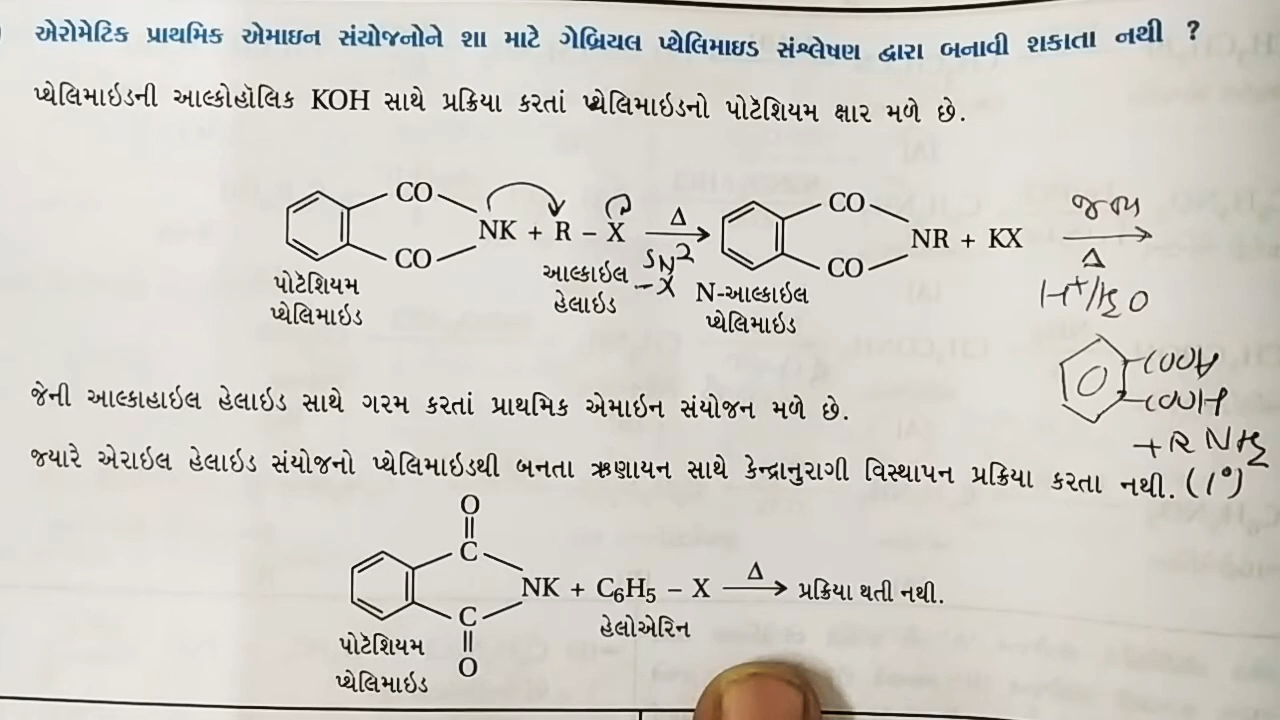 એરોમેટિક પ્રાથમિક એમાઇન સંયોજનોને શા માટે ગેબ્રિયલ પ્થેલિમાઇડ સંશ્લેષણ દ્વારા બનાવી શકાતા નથી ?
પ્થેલિમાઇડની આલ્કોહૉલિક KOH સાથે પ્રક્રિયા કરતાં પ્થેલિમાઇડનો પોટૅશિયમ ક્ષાર મળે છે.
CO CO
NK + R – X Δ NR + KX જળ
CO SN2 CO Δ
પોટૅશિયમ આલ્કાઇલ –X N-આલ્કાઇલ H+/H2O
પ્થેલિમાઇડ હેલાઇડ પ્થેલિમાઇડ
COOH
જેની આલ્કાહાઇલ હેલાઇડ સાથે ગરમ કરતાં પ્રાથમિક એમાઇન સંયોજન મળે છે. COOH
+ R NH2
જયારે એરાઇલ હેલાઇડ સંયોજનો પ્થેલિમાઇડથી બનતા ઋણાયન સાથે કેન્દ્રાનુરાગી વિસ્થાપન પ્રક્રિયા કરતા નથી. (1°)
O
C
NK + C6H5 – X Δ પ્રક્રિયા થતી નથી.
C હેલોએરિન
પોટૅશિયમ
O
પ્થેલિમાઇડ